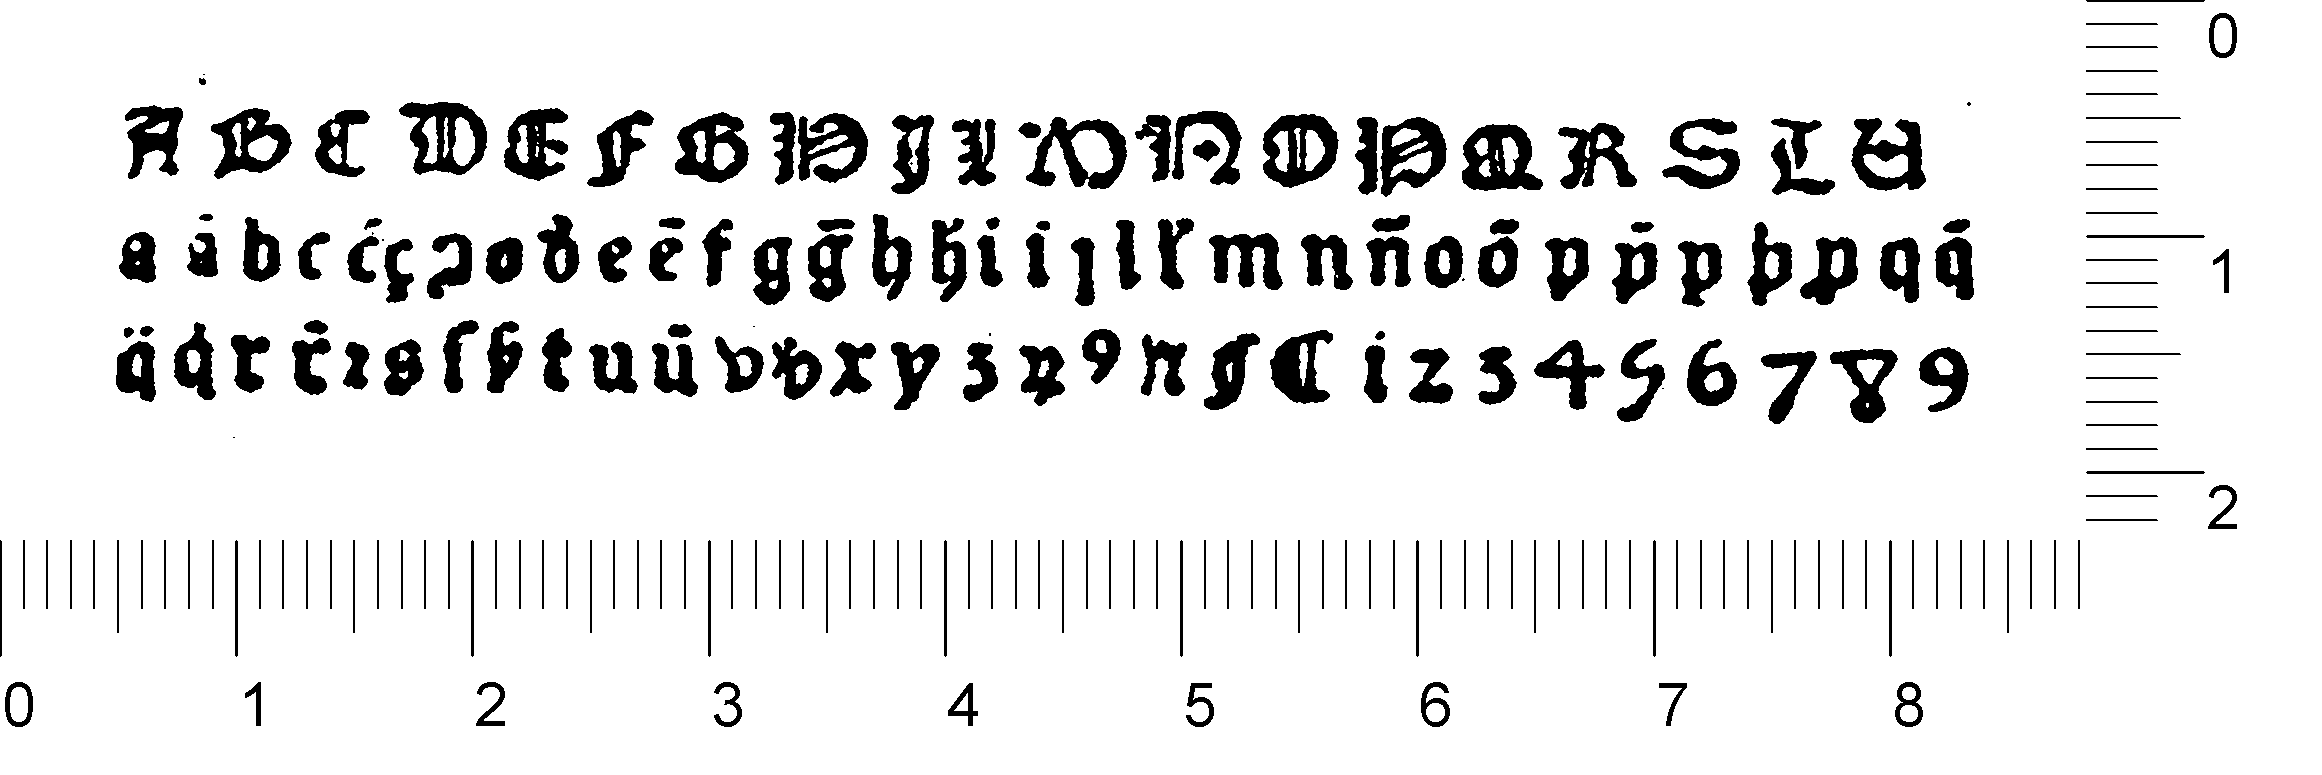 A B C D E F G H I L M N O P Q R S T U
a ā b c ć ç ꝯ d đ e ē f g ḡ h ħ i í ȷ l ľ m n n̄ o ō p p̄ p ꝑ q q̄
q̈ q̇ r r̄ ꝛ s ſ t u ū v x y z ꝰ ¶ i 2 3 4 5 6 7 8 9
0
1
2
0 1 2 3 4 5 6 7 8